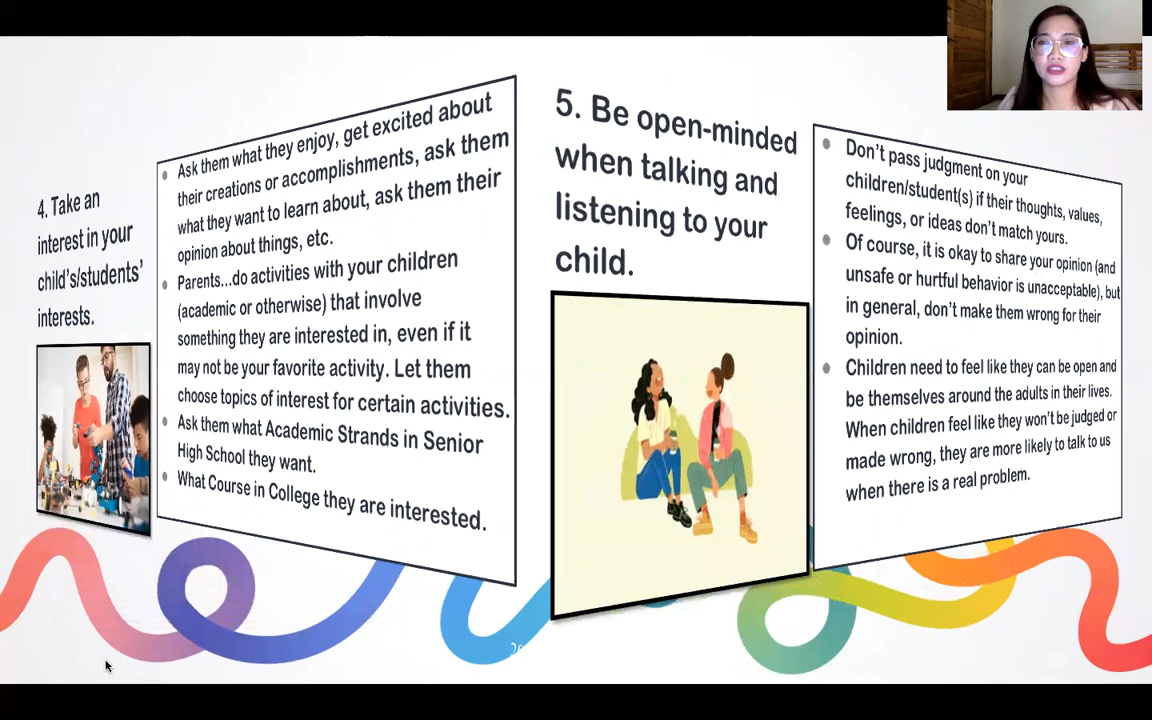 4. Take an
interest in your
child's/students'
interests.
Ask them what they enjoy, get excited about
their creations or accomplishments, ask them
what they want to learn about, ask them their
opinion about things, etc.
Parents...do activities with your children
(academic or otherwise) that involve
something they are interested in, even if it
may not be your favorite activity. Let them
choose topics of interest for certain activities.
Ask them what Academic Strands in Senior
High School they want.
What Course in College they are interested.
5. Be open-minded
when talking and
listening to your
child.
Don't pass judgment on your
children/student(s) if their thoughts, values,
feelings, or ideas don't match yours.
Of course, it is okay to share your opinion (and
unsafe or hurtful behavior is unacceptable), but
in general, don't make them wrong for their
opinion.
Children need to feel like they can be open and
be themselves around the adults in their lives.
When children feel like they won't be judged or
made wrong, they are more likely to talk to us
when there is a real problem.